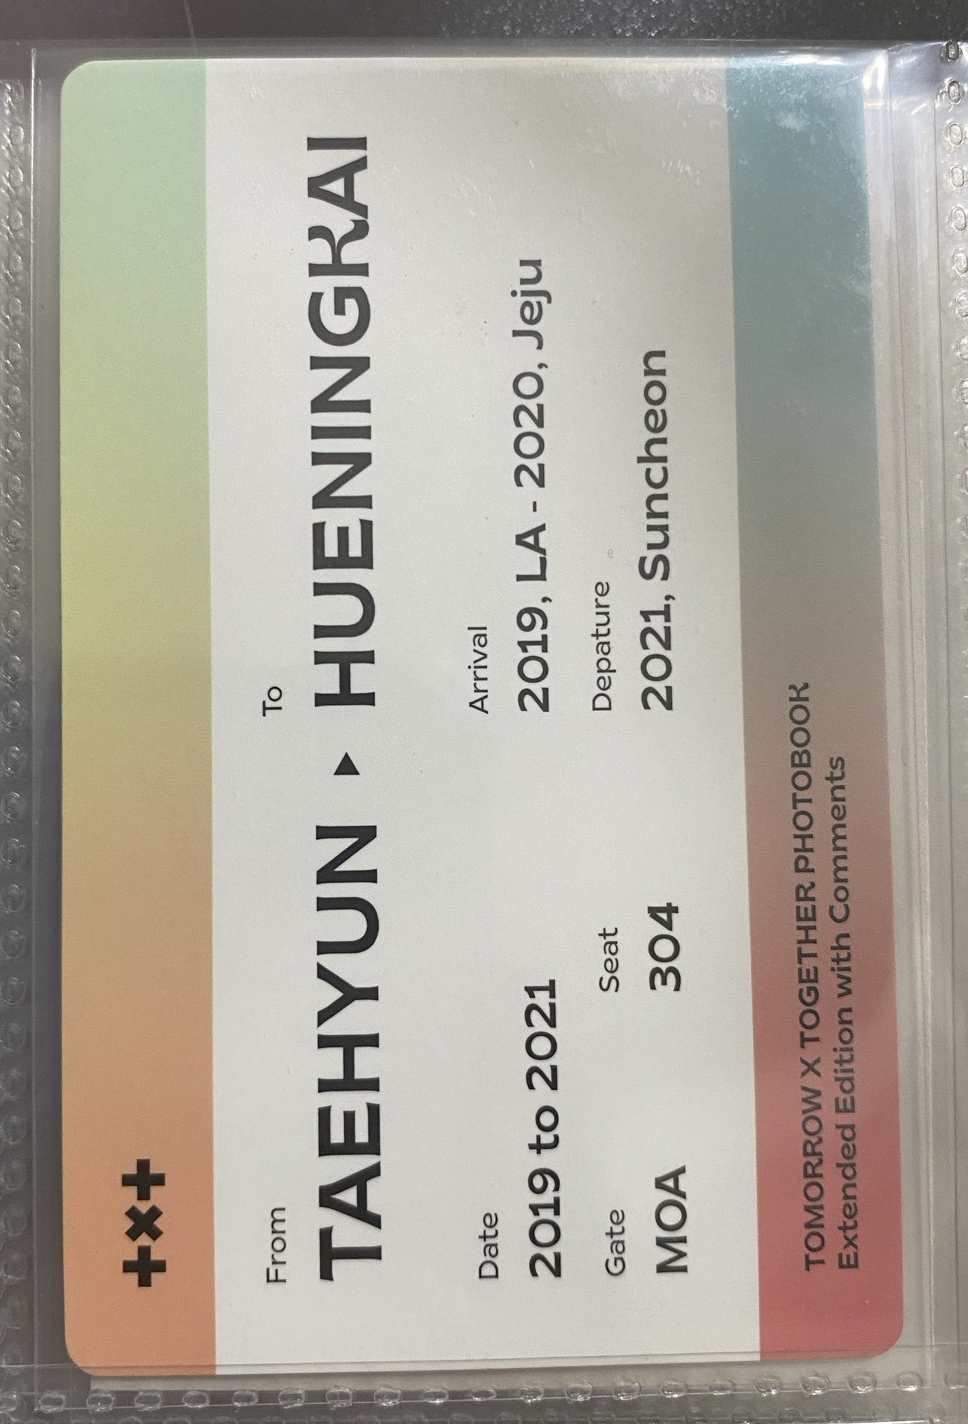 +×+
From To
TAEHYUN ▶ HUENINGKAI
Date Arrival
2019 to 2021 2019, LA - 2020, Jeju
Gate Seat Depature
MOA 304 2021, Suncheon
TOMORROW X TOGETHER PHOTOBOOK
Extended Edition with Comments